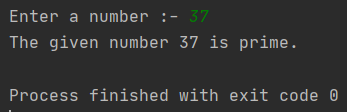 Enter a number :- 37
The given number 37 is prime.
Process finished with exit code 0